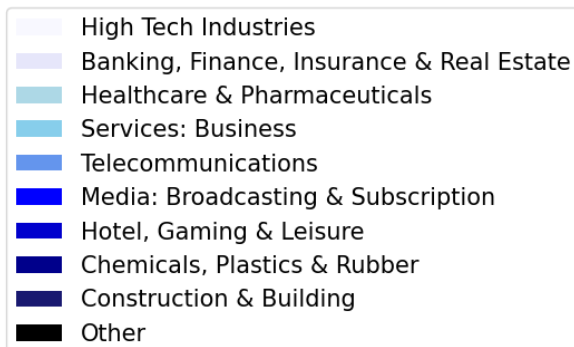 High Tech Industries
Banking, Finance, Insurance & Real Estate
Healthcare & Pharmaceuticals
Services: Business
Telecommunications
Media: Broadcasting & Subscription
Hotel, Gaming & Leisure
Chemicals, Plastics & Rubber
Construction & Building
Other